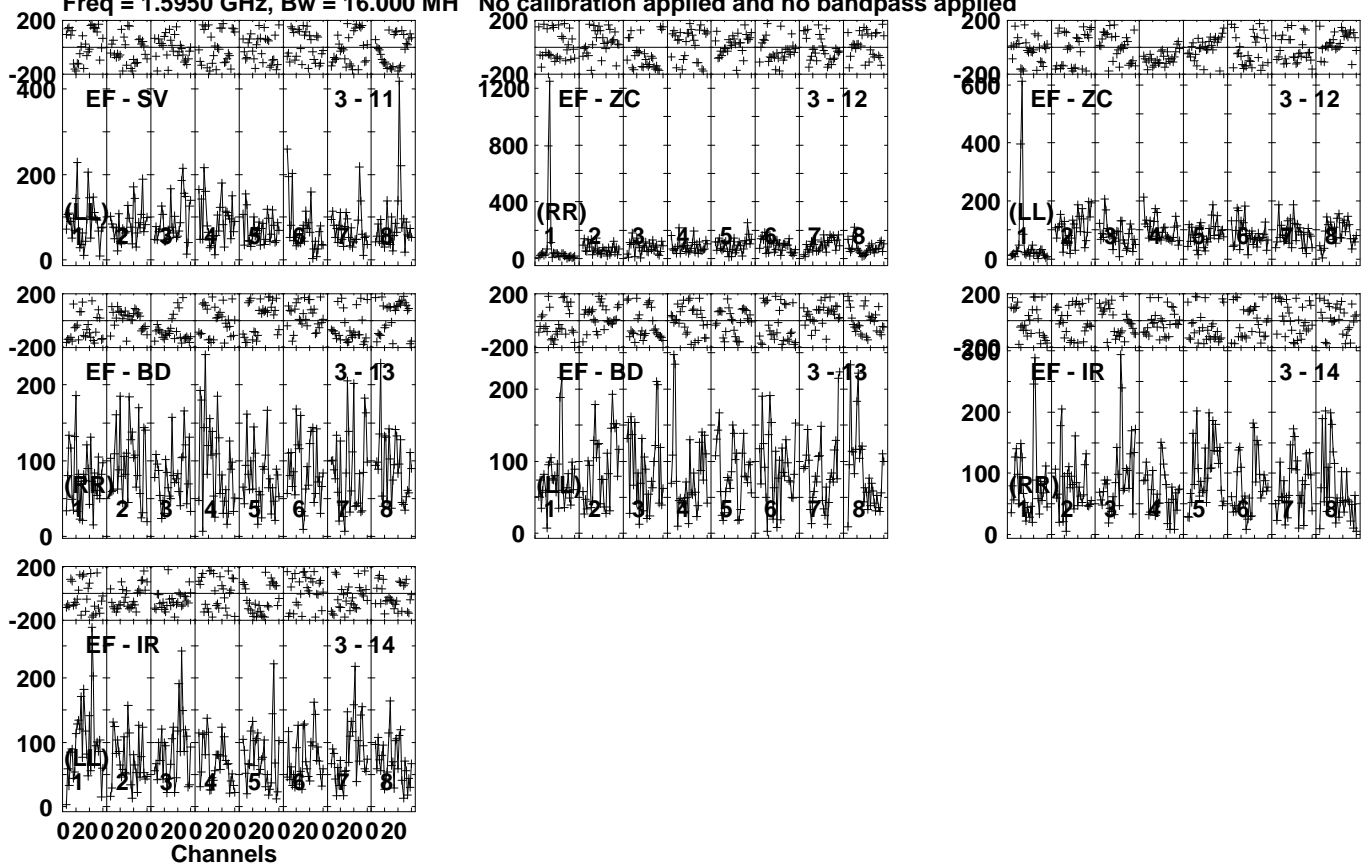 Freq = 1.5950 GHz, Bw = 16.000 MH No calibration applied and no bandpass applied
200
-200
EF - SV 3 - 11
400
200
0
(LL)
1 2 3 4 5 6 7 8
200
-200
EF - ZC 3 - 12
1200
800
400
0
(RR)
1 2 3 4 5 6 7 8
200
-200
EF - ZC 3 - 12
600
400
200
0
(LL)
1 2 3 4 5 6 7 8
200
-200
EF - BD 3 - 13
200
100
0
(RR)
1 2 3 4 5 6 7 8
200
-200
EF - BD 3 - 13
200
100
0
(LL)
1 2 3 4 5 6 7 8
200
-200
EF - IR 3 - 14
300
200
100
0
(RR)
1 2 3 4 5 6 7 8
200
-200
EF - IR 3 - 14
200
100
0
(LL)
1 2 3 4 5 6 7 8
0 20 0 20 0 20 0 20 0 20 0 20 0 20 0 20
Channels